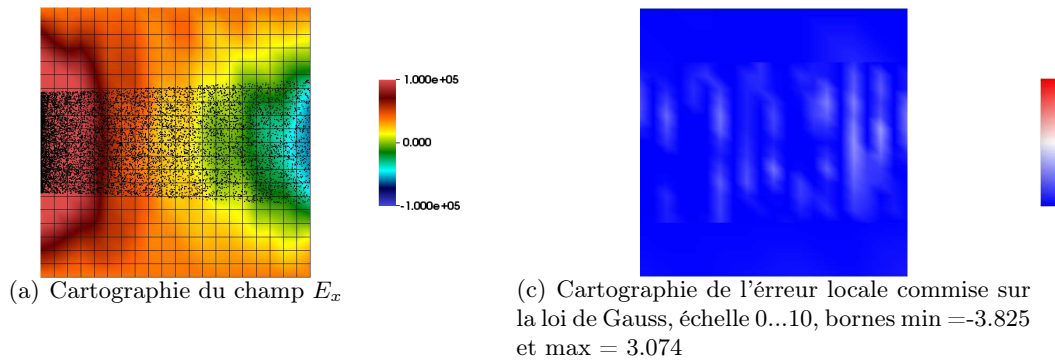 1.000e+05
0.000
-1.000e+05
(a) Cartographie du champ E_x
(c) Cartographie de l'érreur locale commise sur
la loi de Gauss, échelle 0...10, bornes min =-3.825
et max = 3.074